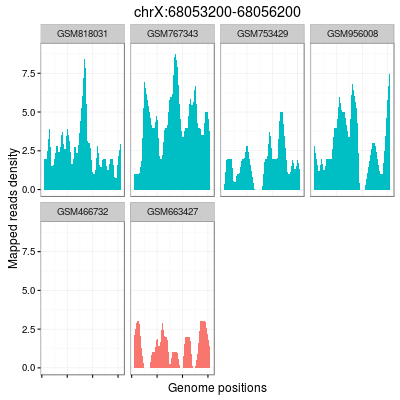 chrX:68053200-68056200
GSM818031 GSM767343 GSM753429 GSM956008
7.5
5.0
2.5
0.0
GSM466732 GSM663427
7.5
5.0
2.5
0.0
Mapped reads density
Genome positions